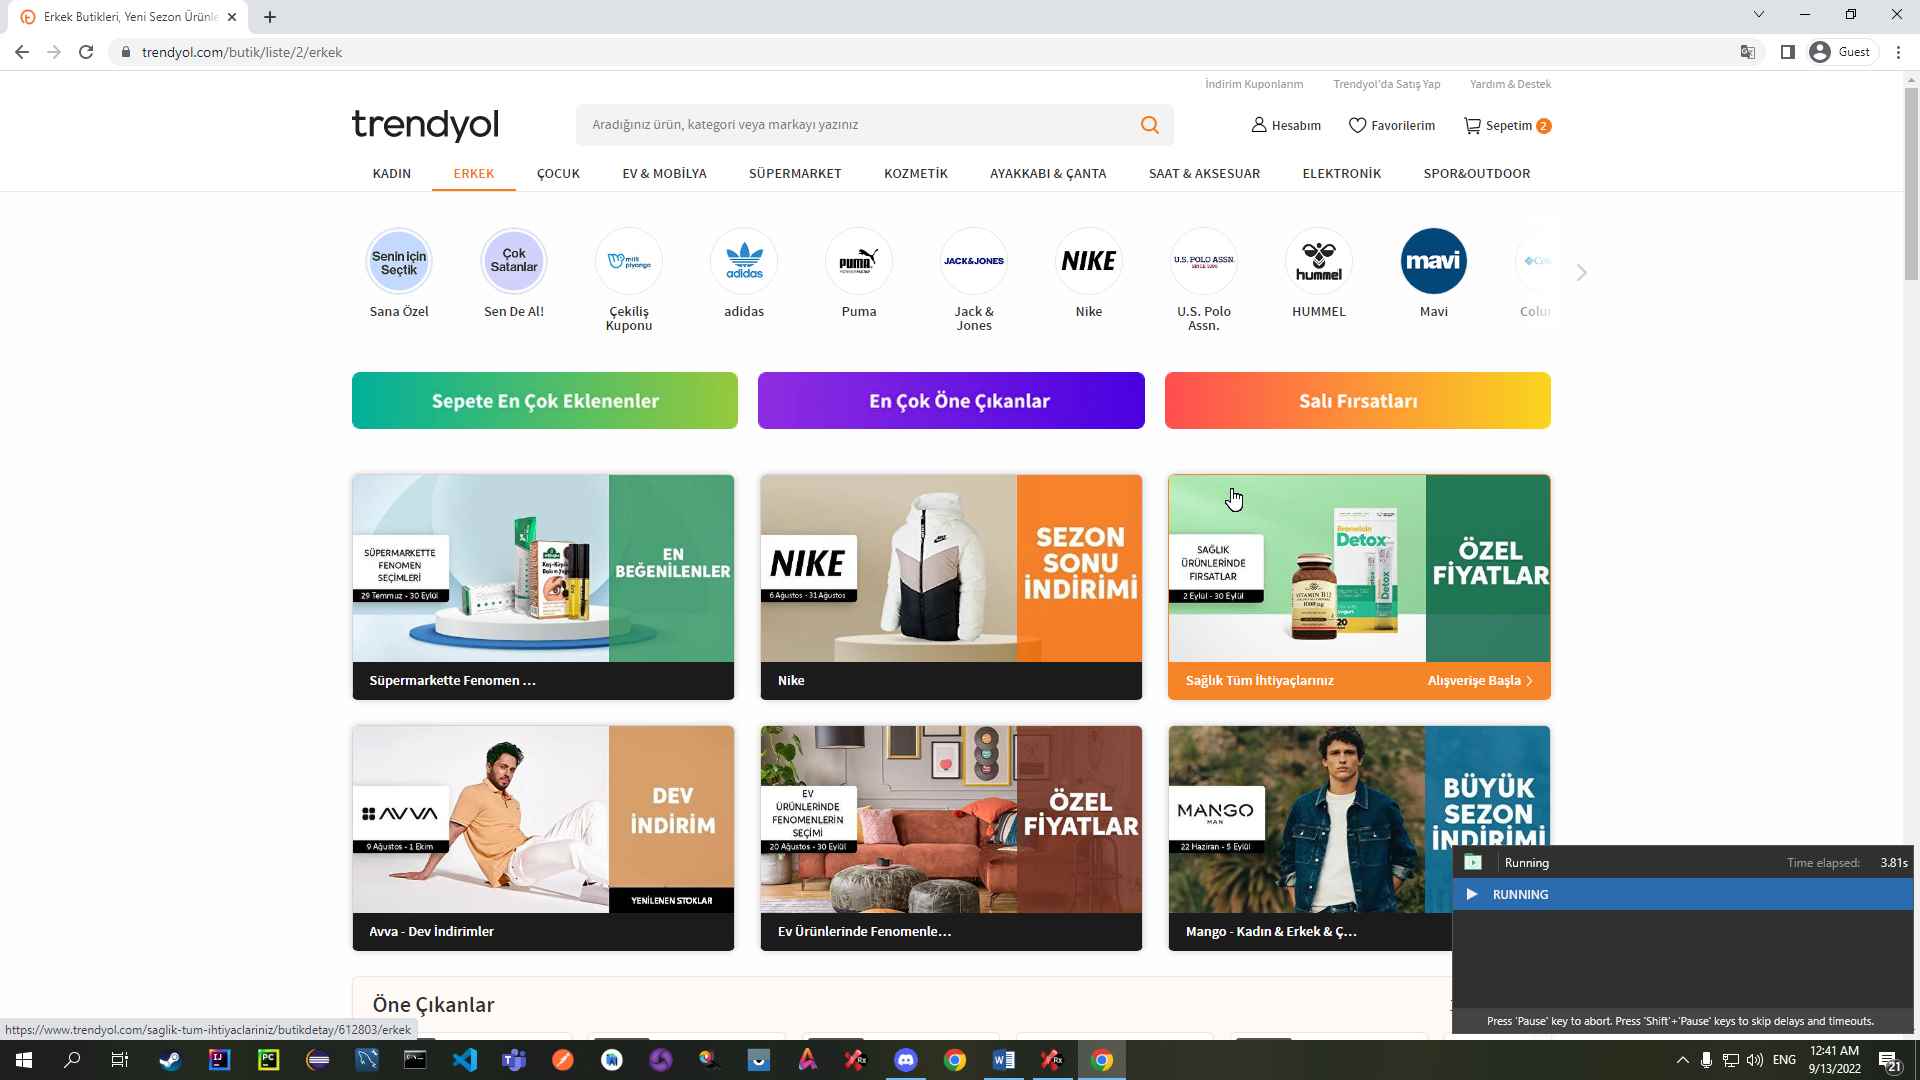 Erkek Butikleri, Yeni Sezon Ürünle
trendyol.com/butik/liste/2/erkek
Guest
İndirim Kuponlarım
Trendyol'da Satış Yap
Yardım & Destek
trendyol
Aradığınız ürün, kategori veya markayı yazınız
Hesabım
Favorilerim
Sepetim 2
KADIN
ERKEK
ÇOCUK
EV & MOBİLYA
SÜPERMARKET
KOZMETİK
AYAKKABI & ÇANTA
SAAT & AKSESUAR
ELEKTRONİK
SPOR&OUTDOOR
Senin için
Seçtik
Sana Özel
Çok
Satanlar
Sen De Al!
milli
piyango
Çekiliş
Kuponu
adidas
adidas
PUMA
Puma
JACK&JONES
Jack &
Jones
NIKE
Nike
U.S. POLO ASSN.
SINCE 1890
U.S. Polo
Assn.
hummel
HUMMEL
mavi
Mavi
Colu
Sepete En Çok Eklenenler
En Çok Öne Çıkanlar
Salı Fırsatları
SÜPERMARKETTE
FENOMEN
SEÇİMLERİ
29 Temmuz - 30 Eylül
EN
BEĞENİLENLER
Süpermarkette Fenomen ...
NIKE
6 Ağustos - 31 Ağustos
SEZON
SONU
İNDİRİMİ
Nike
SAĞLIK
ÜRÜNLERİNDE
FIRSATLAR
2 Eylül - 30 Eylül
Bromelain
Detox
VITAMIN B12
20
ÖZEL
FİYATLAR
Sağlık Tüm İhtiyaçlarınız
Alışverişe Başla
AVVA
9 Ağustos - 1 Ekim
DEV
İNDİRİM
YENİLENEN STOKLAR
Avva - Dev İndirimler
EV
ÜRÜNLERİNDE
FENOMENLERİN
SEÇİMİ
20 Ağustos - 30 Eylül
ÖZEL
FİYATLAR
Ev Ürünlerinde Fenomenle...
MANGO
MAN
22 Haziran - 5 Eylül
BÜYÜK
SEZON
İNDİRİMİ
Mango - Kadın & Erkek & Ç...
Öne Çıkanlar
https://www.trendyol.com/saglik-tum-ihtiyaclariniz/butikdetay/612803/erkek
Running
Time elapsed:
3.81s
RUNNING
Press 'Pause' key to abort. Press 'Shift'+'Pause' keys to skip delays and timeouts.
ENG
12:41 AM
9/13/2022
21